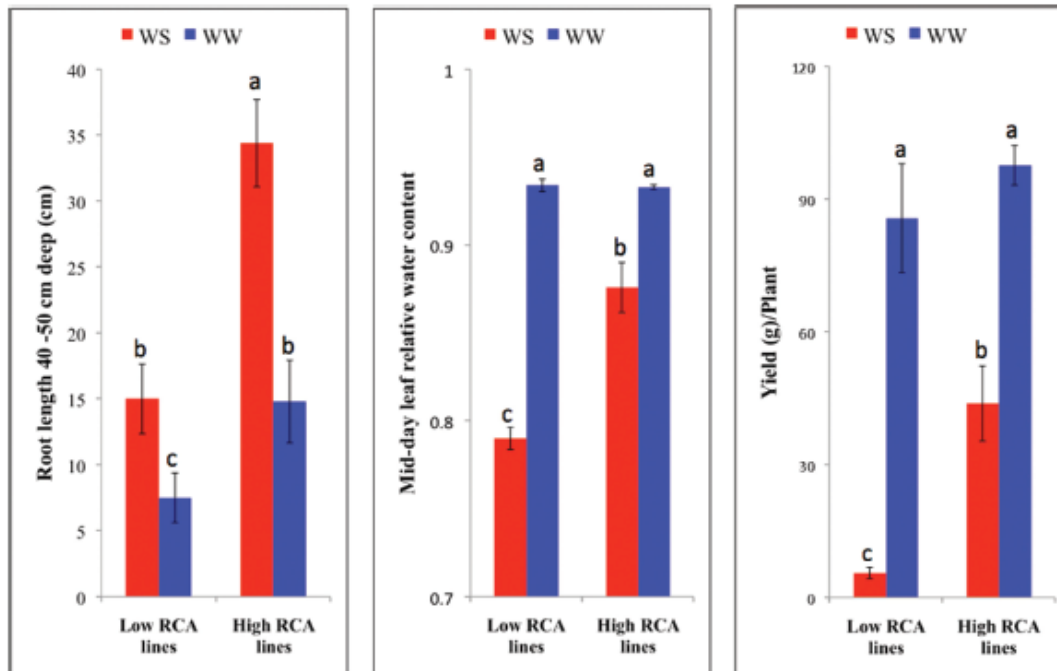 WS WW
Root length 40 -50 cm deep (cm)
40
35
30
25
20
15
10
5
0
b
c
a
b
Low RCA
lines
High RCA
lines
WS WW
Mid-day leaf relative water content
1
0.9
0.8
0.7
c
a
b
a
Low RCA
lines
High RCA
lines
WS WW
Yield (g)/Plant
120
90
60
30
0
c
a
b
a
Low RCA
lines
High RCA
lines